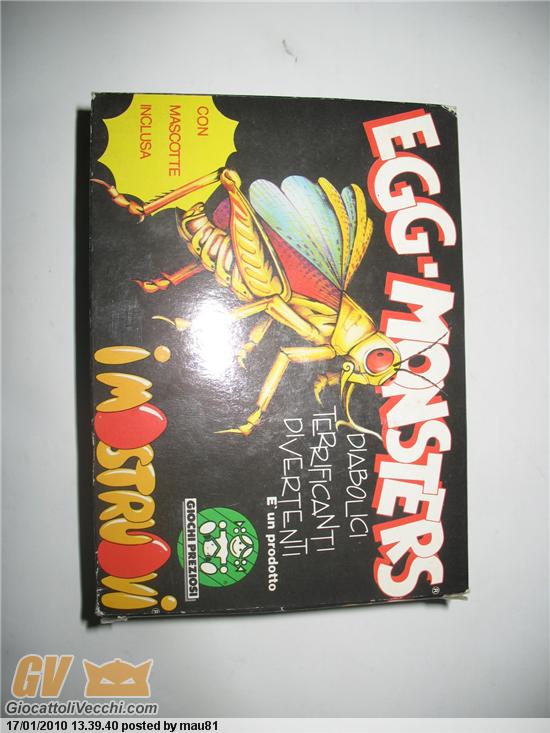 EGG-MONSTERS®
CON
MASCOTTE
INCLUSA
DIABOLICI
TERRIFICANTI
DIVERTENTI
E' un prodotto
GIOCHI PREZIOSI
i MOSTRUOVI®
GV
GiocattoliVecchi.com
17/01/2010 13.39.40 posted by mau81